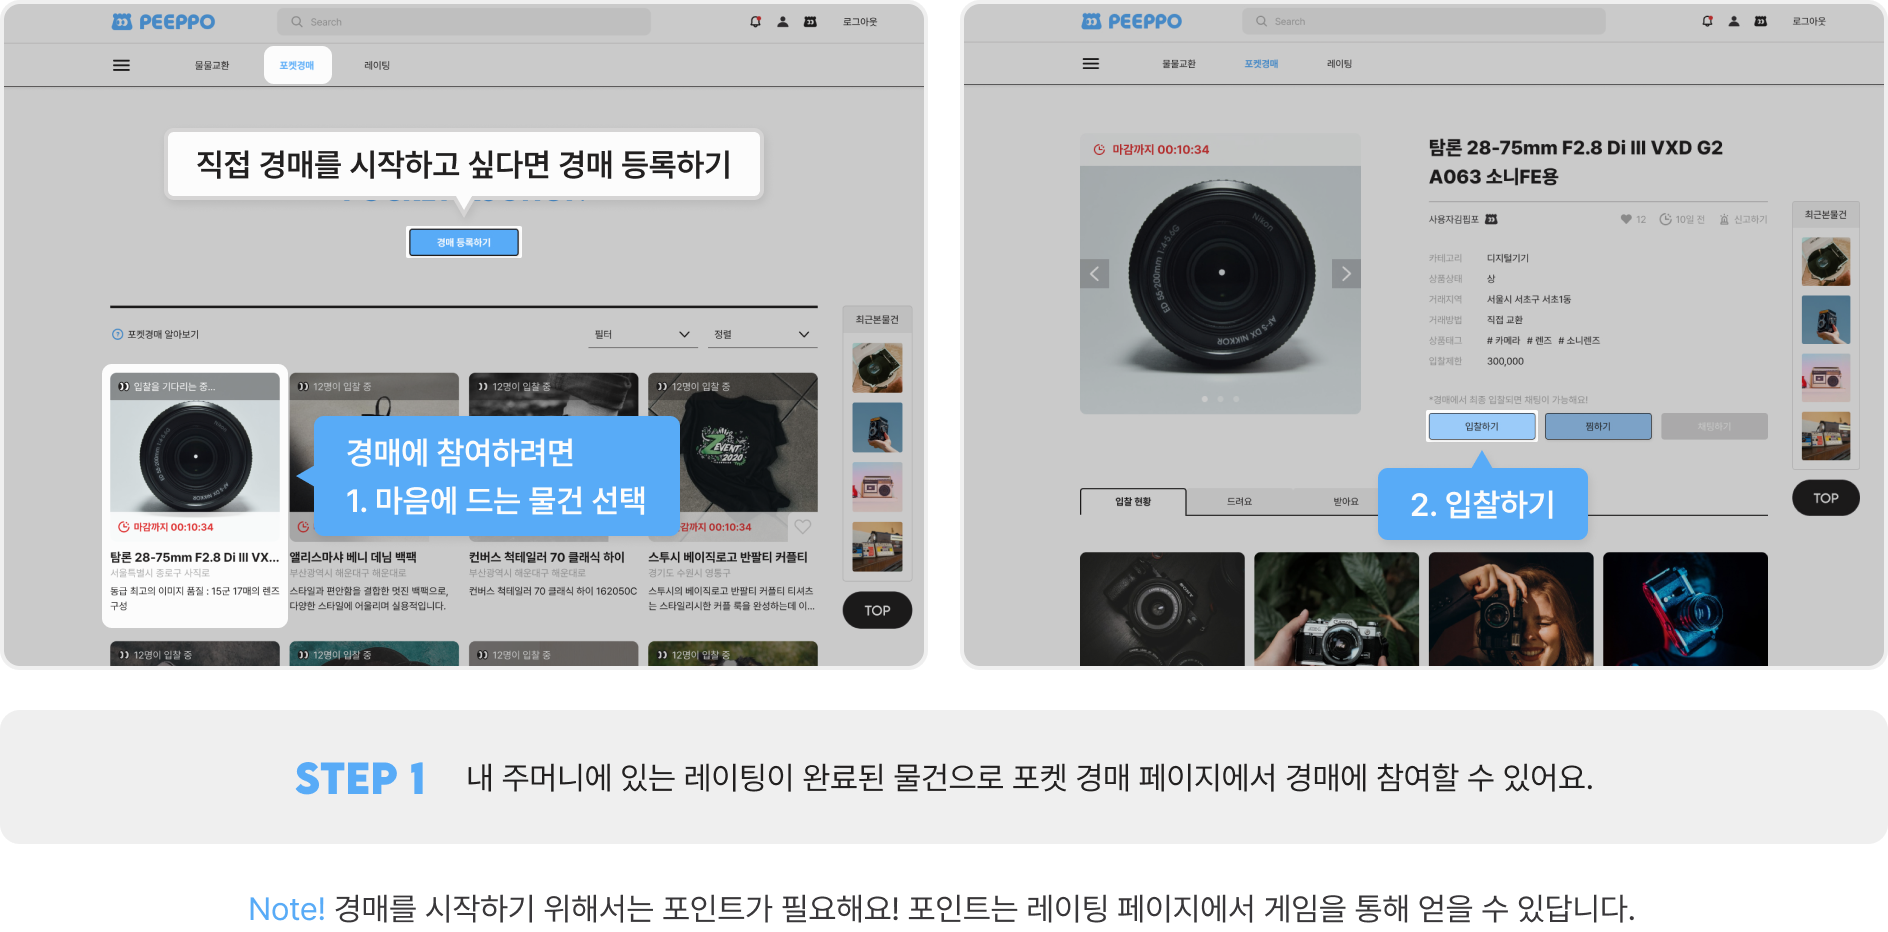 PEEPPO
Search
로그아웃
물물교환
포켓경매
레이팅
직접 경매를 시작하고 싶다면 경매 등록하기
경매 등록하기
포켓경매 알아보기
필터
정렬
최근본물건
입찰을 기다리는 중...
12명이 입찰 중
12명이 입찰 중
12명이 입찰 중
경매에 참여하려면
1. 마음에 드는 물건 선택
마감까지 00:10:34
감까지 00:10:34
탐론 28-75mm F2.8 Di III VX...
서울특별시 종로구 사직로
동급 최고의 이미지 품질 : 15군 17매의 렌즈
구성
앨리스마샤 베니 데님 백팩
부산광역시 해운대구 해운대로
스타일과 편안함을 결합한 멋진 백팩으로,
다양한 스타일에 어울리며 실용적입니다.
컨버스 척테일러 70 클래식 하이
부산광역시 해운대구 해운대로
컨버스 척테일러 70 클래식 하이 162050C
스투시 베이직로고 반팔티 커플티
경기도 수원시 영통구
스투시의 베이직로고 반팔티 커플티 티셔츠
는 스타일리시한 커플 룩을 완성하는데 이...
TOP
12명이 입찰 중
12명이 입찰 중
12명이 입찰 중
12명이 입찰 중
PEEPPO
Search
로그아웃
물물교환
포켓경매
레이팅
마감까지 00:10:34
Nikon
ED 55-200mm 1:4-5.6G
AF-S DX NIKKOR
탐론 28-75mm F2.8 Di III VXD G2
A063 소니FE용
사용자김핍포
12
10일 전
신고하기
카테고리 디지털기기
상품상태 상
거래지역 서울시 서초구 서초1동
거래방법 직접 교환
상품태그 # 카메라 # 렌즈 # 소니렌즈
입찰제한 300,000
*경매에서 최종 입찰되면 채팅이 가능해요!
입찰하기
찜하기
채팅하기
최근본물건
TOP
2. 입찰하기
입찰 현황
드려요
받아요
STEP 1 내 주머니에 있는 레이팅이 완료된 물건으로 포켓 경매 페이지에서 경매에 참여할 수 있어요.
Note! 경매를 시작하기 위해서는 포인트가 필요해요! 포인트는 레이팅 페이지에서 게임을 통해 얻을 수 있답니다.